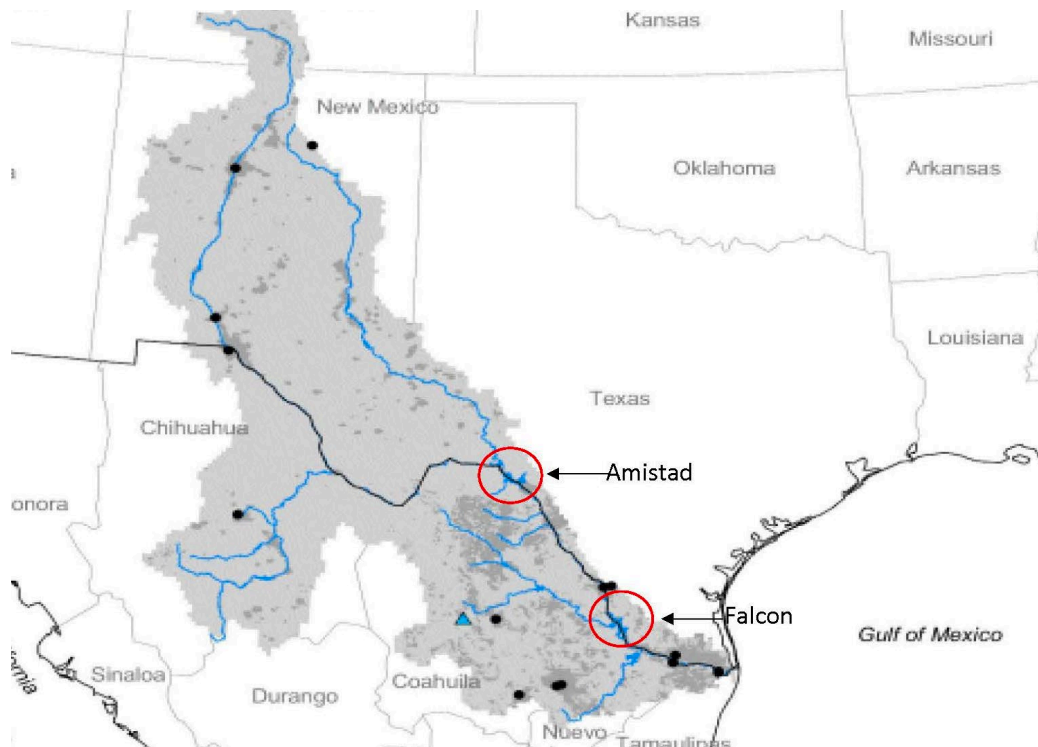 Kansas
Missouri
New Mexico
Oklahoma
Arkansas
Louisiana
Texas
Chihuahua
Amistad
onora
Falcon
Gulf of Mexico
Sinaloa
Coahuila
Durango
Nuevo
Tamaulipas